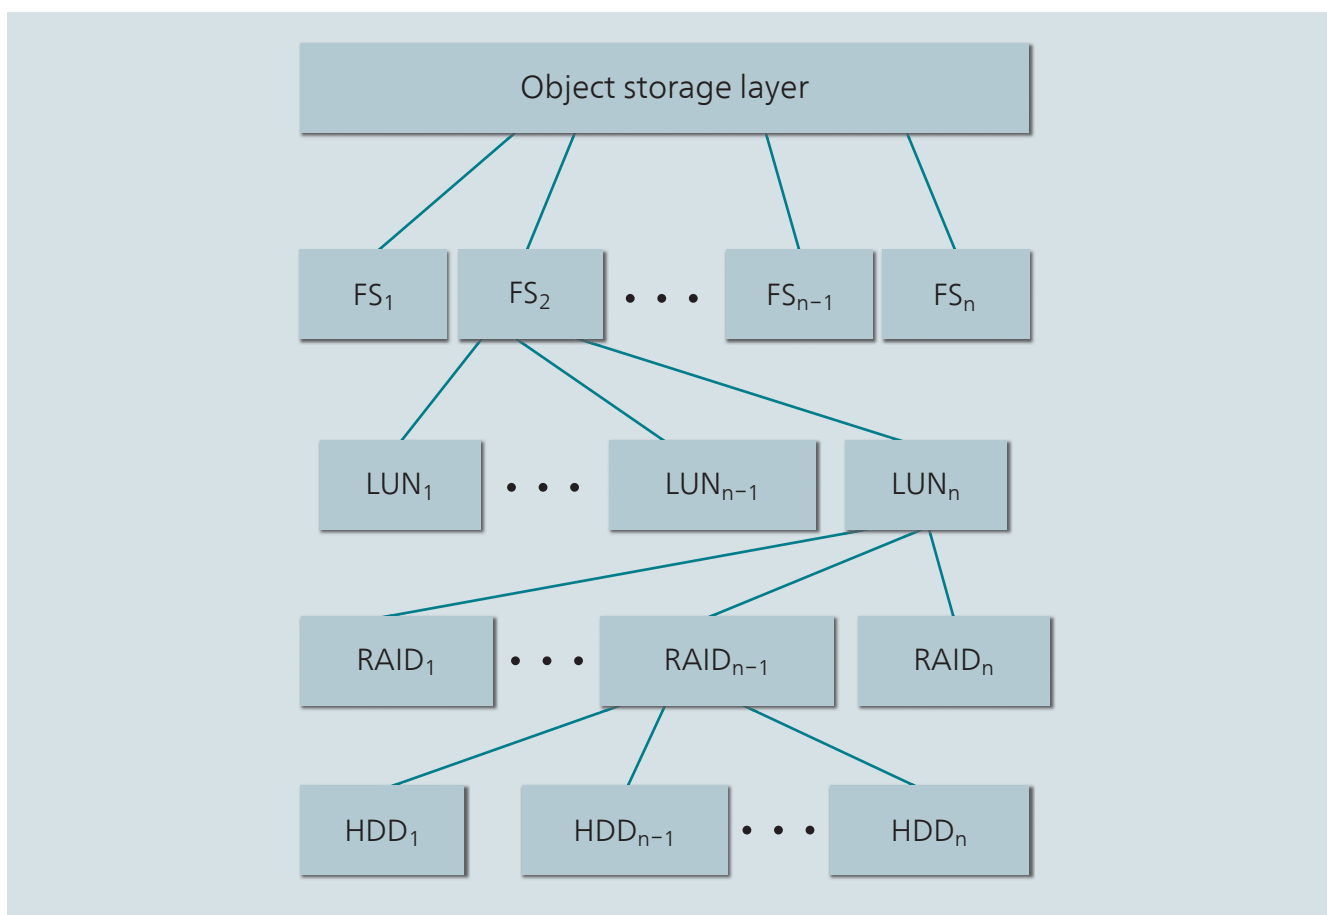 Object storage layer
FS₁ FS₂ • • • FSₙ₋₁ FSₙ
LUN₁ • • • LUNₙ₋₁ LUNₙ
RAID₁ • • • RAIDₙ₋₁ RAIDₙ
HDD₁ HDDₙ₋₁ • • • HDDₙ